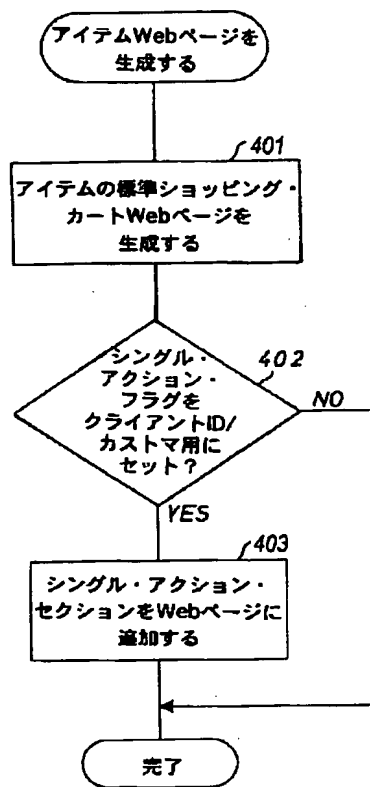 アイテムWebページを
生成する
401
アイテムの標準ショッピング・
カートWebページを
生成する
402
シングル・
アクション・
フラグを
クライアントID/
カストマ用に
セット?
NO
YES
403
シングル・アクション・
セクションをWebページに
追加する
完了